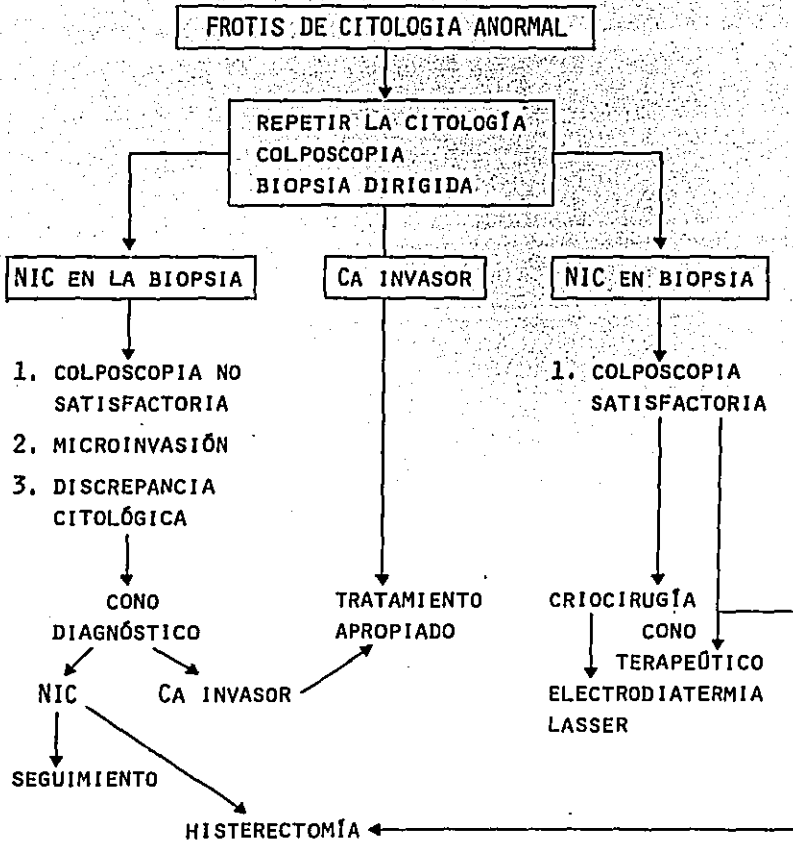 FROTIS DE CITOLOGIA ANORMAL
REPETIR LA CITOLOGÍA
COLPOSCOPIA
BIOPSIA DIRIGIDA
NIC EN LA BIOPSIA
CA INVASOR
NIC EN BIOPSIA
1. COLPOSCOPIA NO
SATISFACTORIA
2. MICROINVASIÓN
3. DISCREPANCIA
CITOLÓGICA
1. COLPOSCOPIA
SATISFACTORIA
CONO
DIAGNÓSTICO
TRATAMIENTO
APROPIADO
CRIOCIRUGÍA
CONO
TERAPEÚTICO
ELECTRODIATERMIA
LASSER
NIC
CA INVASOR
SEGUIMIENTO
HISTERECTOMÍA